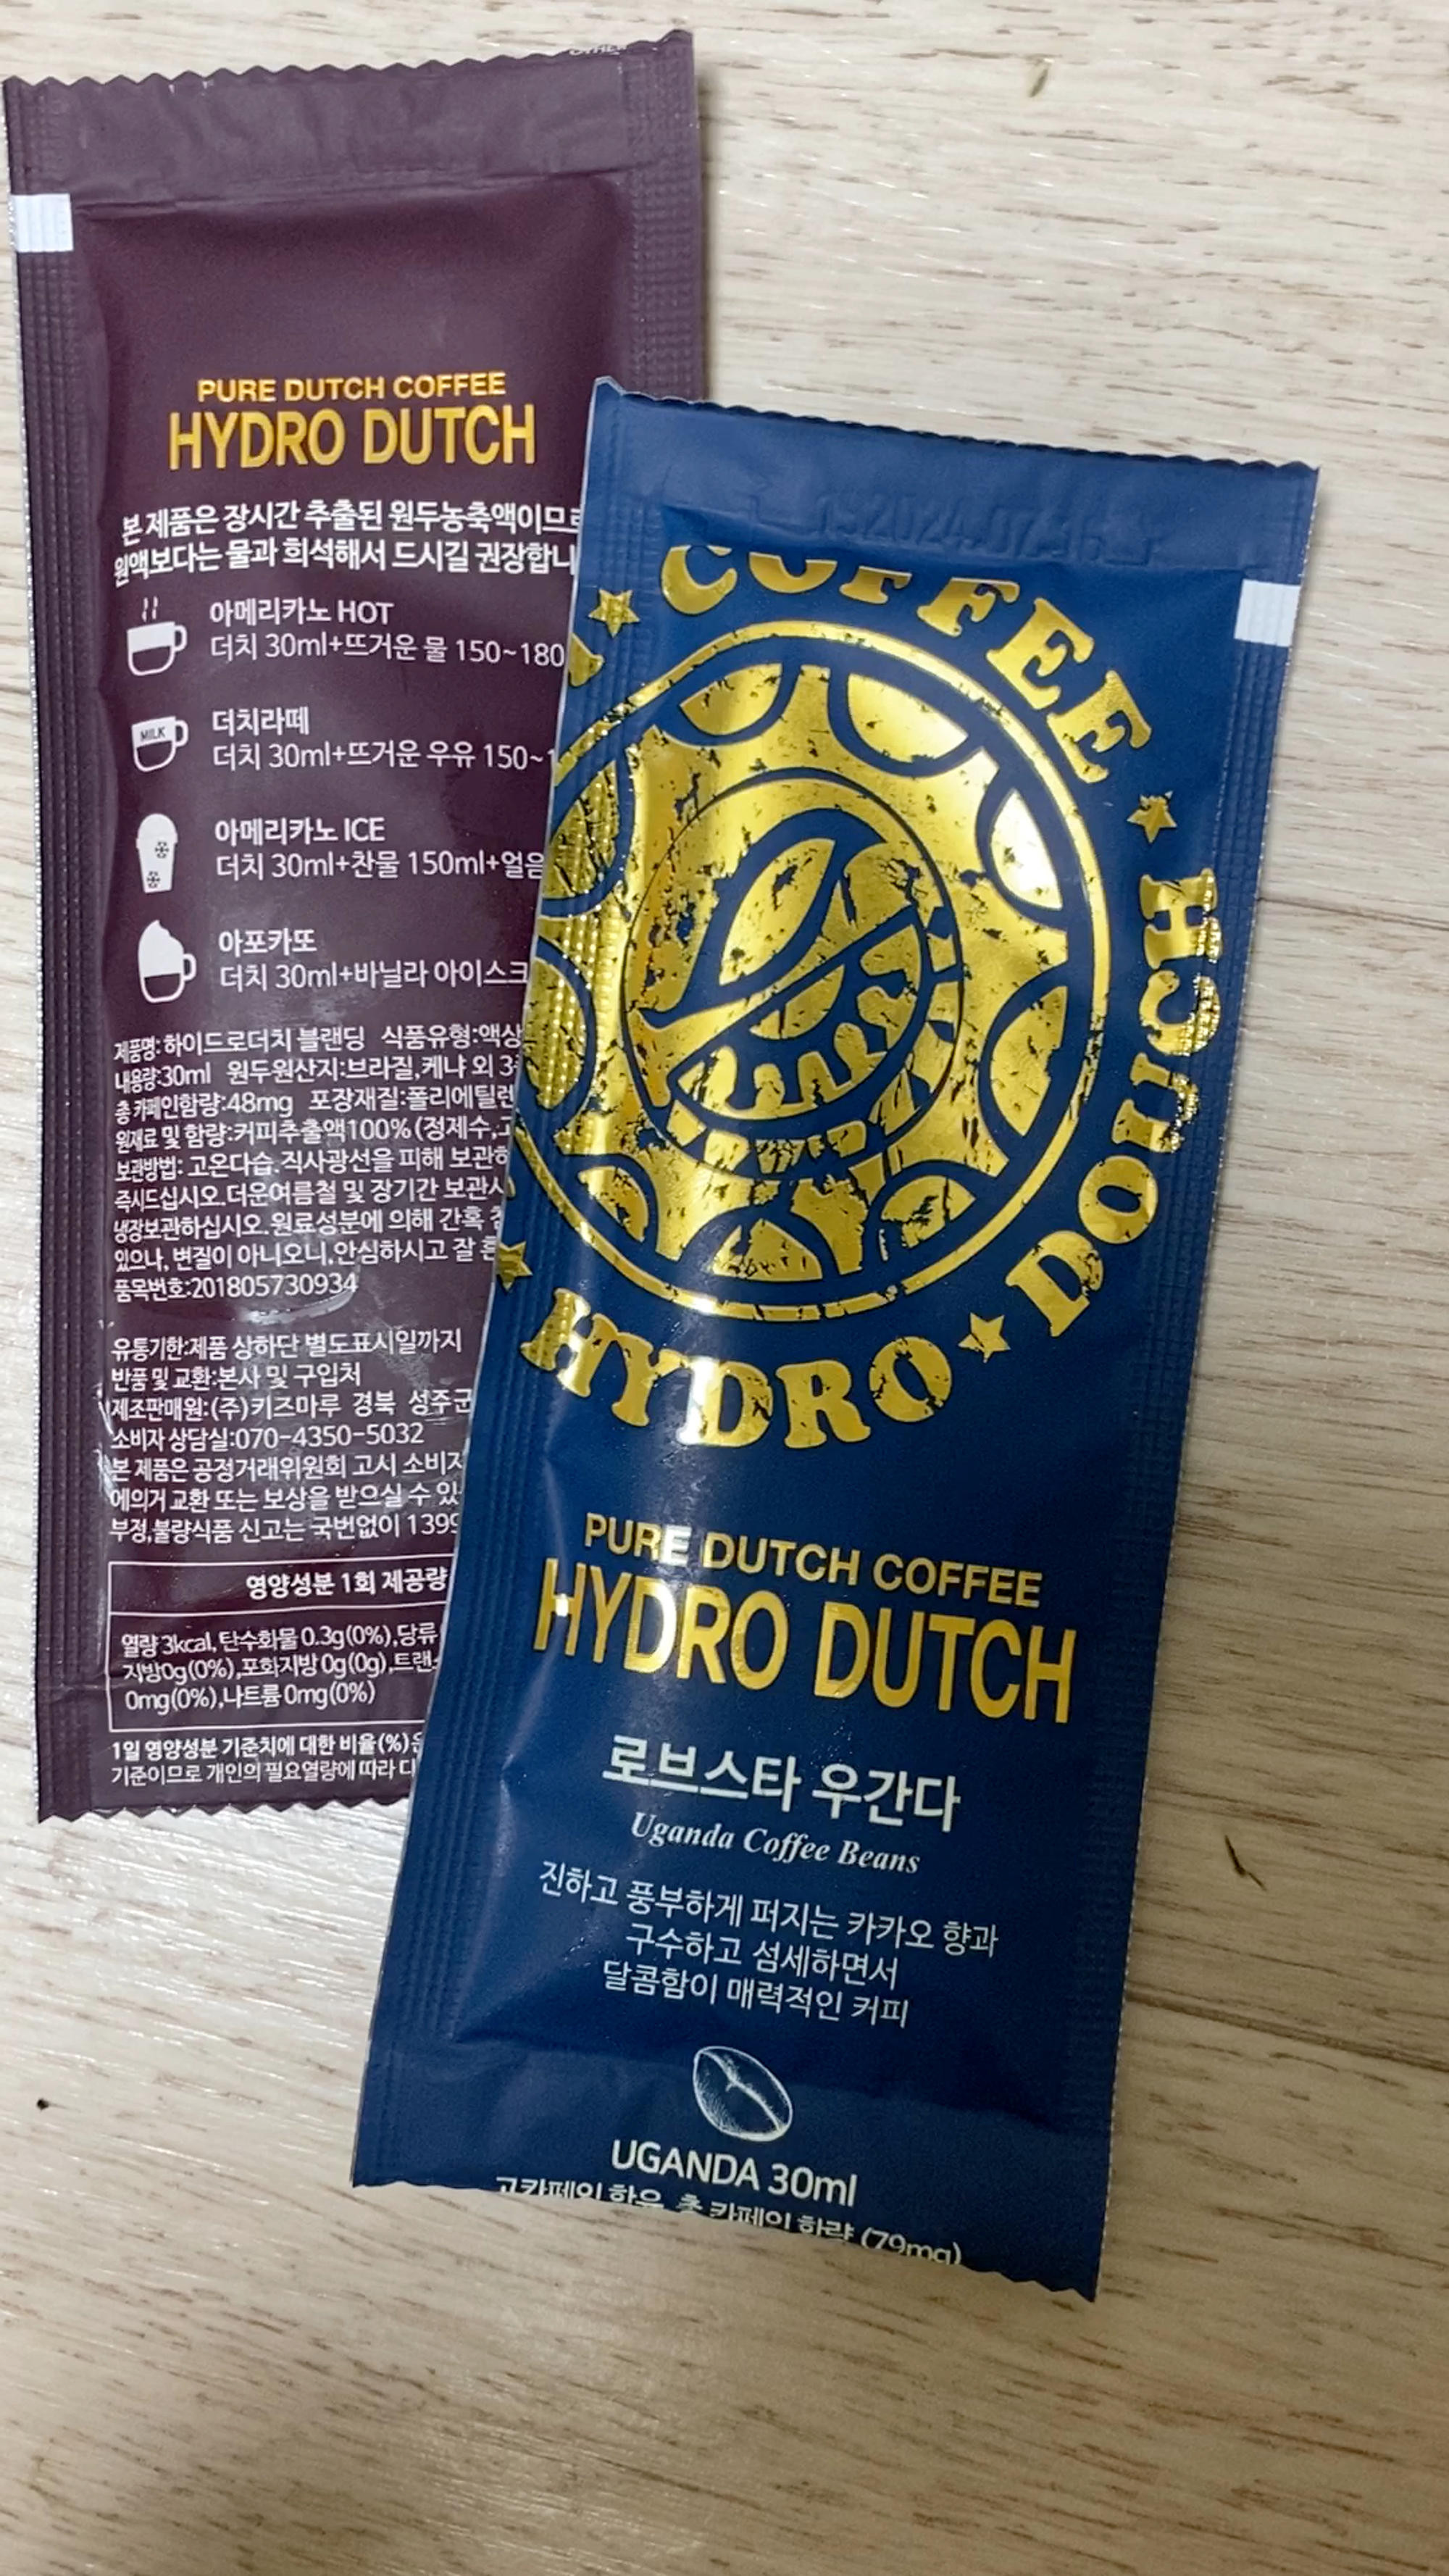 PURE DUTCH COFFEE
HYDRO DUTCH
본 제품은 장시간 추출된 원두농축액이므로
원액보다는 물과 희석해서 드시길 권장합니
아메리카노 HOT
더치 30ml+뜨거운 물 150~180
MILK
더치라떼
더치 30ml+뜨거운 우유 150~1
아메리카노 ICE
더치 30ml+찬물 150ml+얼음
아포카또
더치 30ml+바닐라 아이스크
제품명: 하이드로더치 블랜딩 식품유형:액상
내용량:30ml 원두원산지:브라질,케냐 외 3
총 카페인함량:48mg 포장재질:폴리에틸렌
원재료 및 함량:커피추출액100%(정제수,
보관방법: 고온다습.직사광선을 피해 보관하
즉시드십시오.더운여름철 및 장기간 보관시
냉장보관하십시오.원료성분에 의해 간혹
있으나, 변질이 아니오니,안심하시고 잘
품목번호:201805730934
유통기한:제품 상하단 별도표시일까지
반품 및 교환:본사 및 구입처
제조판매원:(주)키즈마루 경북 성주군
소비자 상담실:070-4350-5032
본 제품은 공정거래위원회 고시 소비자
에의거 교환 또는 보상을 받으실 수 있
부정,불량식품 신고는 국번없이 1399
영양성분 1회 제공량
열량 3kcal, 탄수화물 0.3g(0%),당류
지방0g(0%),포화지방 0g(0g),트랜스
0mg(0%),나트륨 0mg(0%)
1일 영양성분 기준치에 대한 비율(%)은
기준이므로 개인의 필요열량에 따라 다
2024.07.16
COFFEE
DOUCH
HYDRO
PURE DUTCH COFFEE
HYDRO DUTCH
로브스타 우간다
Uganda Coffee Beans
진하고 풍부하게 퍼지는 카카오 향과
구수하고 섬세하면서
달콤함이 매력적인 커피
UGANDA 30ml
고카페인 함유, 총 카페인 함량 (79mg)